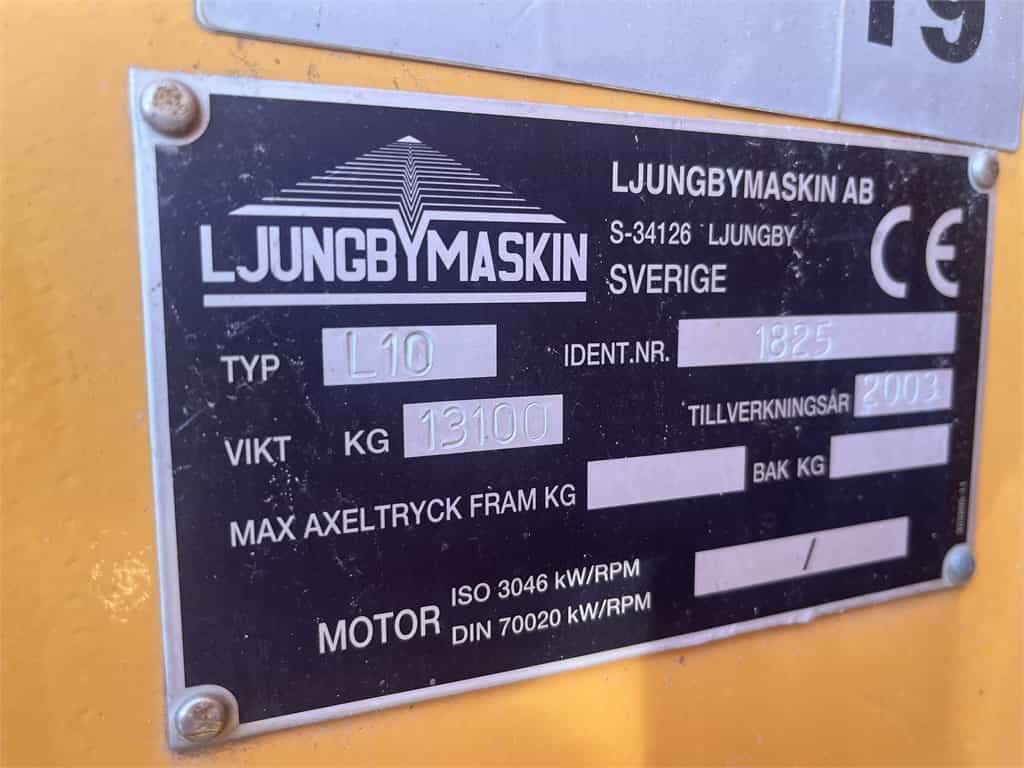 19
LJUNGBYMASKIN
LJUNGBYMASKIN AB
S-34126 LJUNGBY
SVERIGE
CE
TYP L10 IDENT.NR. 1825
VIKT KG 13100 TILLVERKNINGSÅR 2003
MAX AXELTRYCK FRAM KG BAK KG
MOTOR ISO 3046 kW/RPM /
DIN 70020 kW/RPM